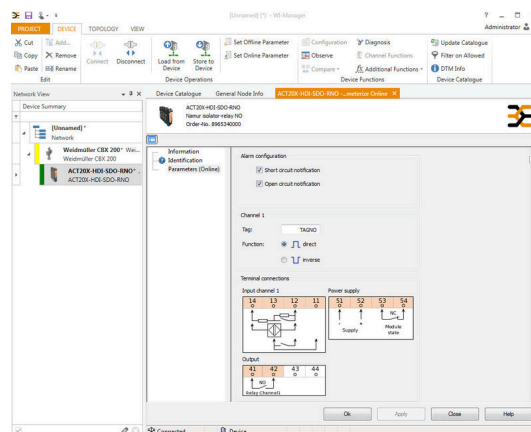 [Unnamed] (*) - WI-Manager
PROJECT DEVICE TOPOLOGY VIEW
Administrator
Cut Add...
Copy Remove
Paste Rename
Connect Disconnect
Load from Device
Store to Device
Set Offline Parameter
Set Online Parameter
Configuration
Observe
Compare
Diagnosis
Channel Functions
Additional Functions
Update Catalogue
Filter on Allowed
DTM Info
Edit Device Operations Device Functions Device Catalogue
Network View
Device Catalogue General Node Info ACT20X-HDI-SDO-RNO -...meterize Online
Device Summary
[Unnamed] *
Network
Weidmüller CBX 200* Wei...
Weidmüller CBX 200
ACT20X-HDI-SDO-RNO*...
ACT20X-HDI-SDO-RNO
ACT20X-HDI-SDO-RNO
Namur isolator-relay NO
Order-No. 8965340000
Information
Identification
Parameters (Online)
Alarm configuration
Short circuit notification
Open circuit notification
Channel 1
Tag: TAGNO
Function: direct
inverse
Terminal connections
Input channel 1 Power supply
14 13 12 11 51 52 53 54
- +
Supply
NC
Module state
Output
41 42 43 44
NO
Relay Channel1
Ok Apply Close Help
Connected Device